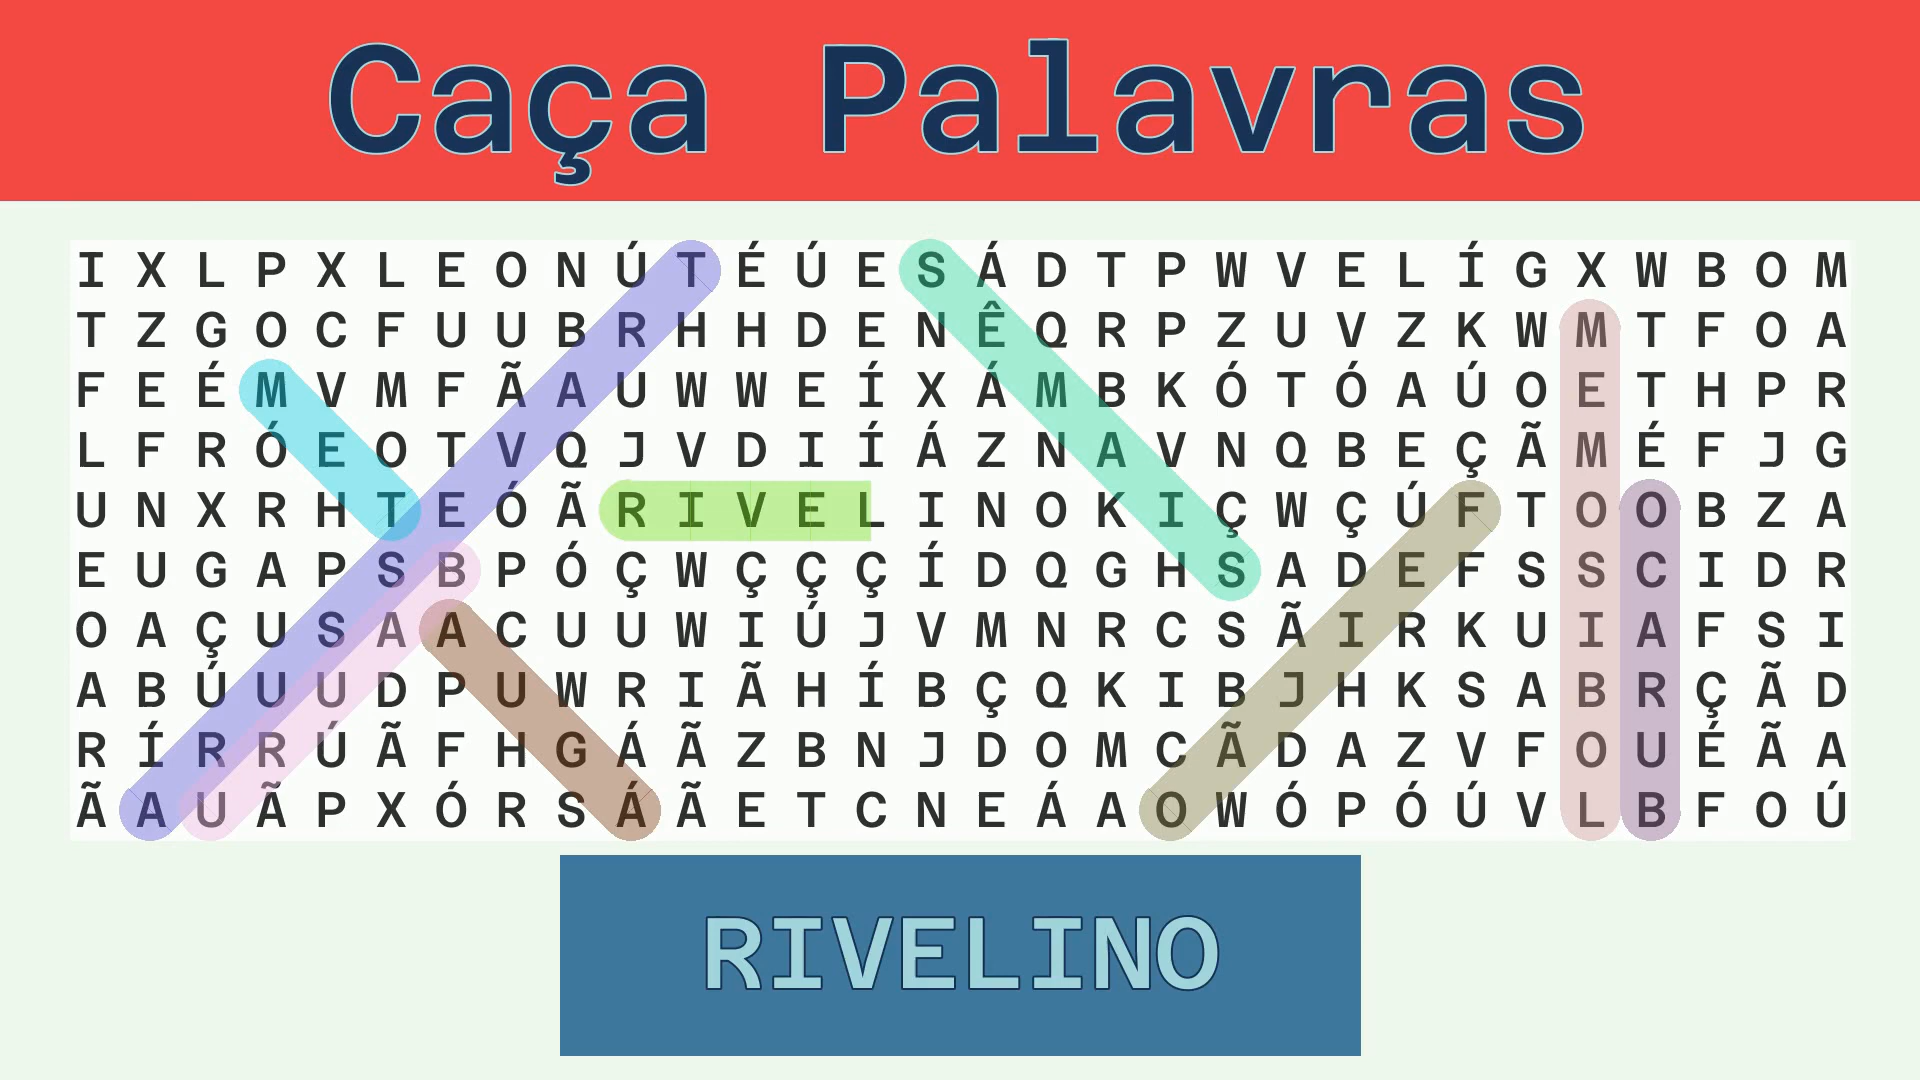 Caça Palavras
I X L P X L E O N Ú T É Ú E S Á D T P W V E L Í G X W B O M
T Z G O C F U U B R H H D E N Ê Q R P Z U V Z K W M T F O A
F E É M V M F Ã A U W W E Í X Á M B K Ó T Ó A Ú O E T H P R
L F R Ó E O T V Q J V D I Í Á Z N A V N Q B E Ç Ã M É F J G
U N X R H T E Ó Ã R I V E L I N O K I Ç W Ç Ú F T O O B Z A
E U G A P S B P Ó Ç W Ç Ç Ç Í D Q G H S A D E F S S C I D R
O A Ç U S A A C U U W I Ú J V M N R C S Ã I R K U I A F S I
A B Ú U U D P U W R I Ã H Í B Ç Q K I B J H K S A B R Ç Ã D
R Í R R Ú Ã F H G Á Ã Z B N J D O M C Ã D A Z V F O U É Ã A
Ã A U Ã P X Ó R S Á Ã E T C N E Á A O W Ó P Ó Ú V L B F O Ú
RIVELINO